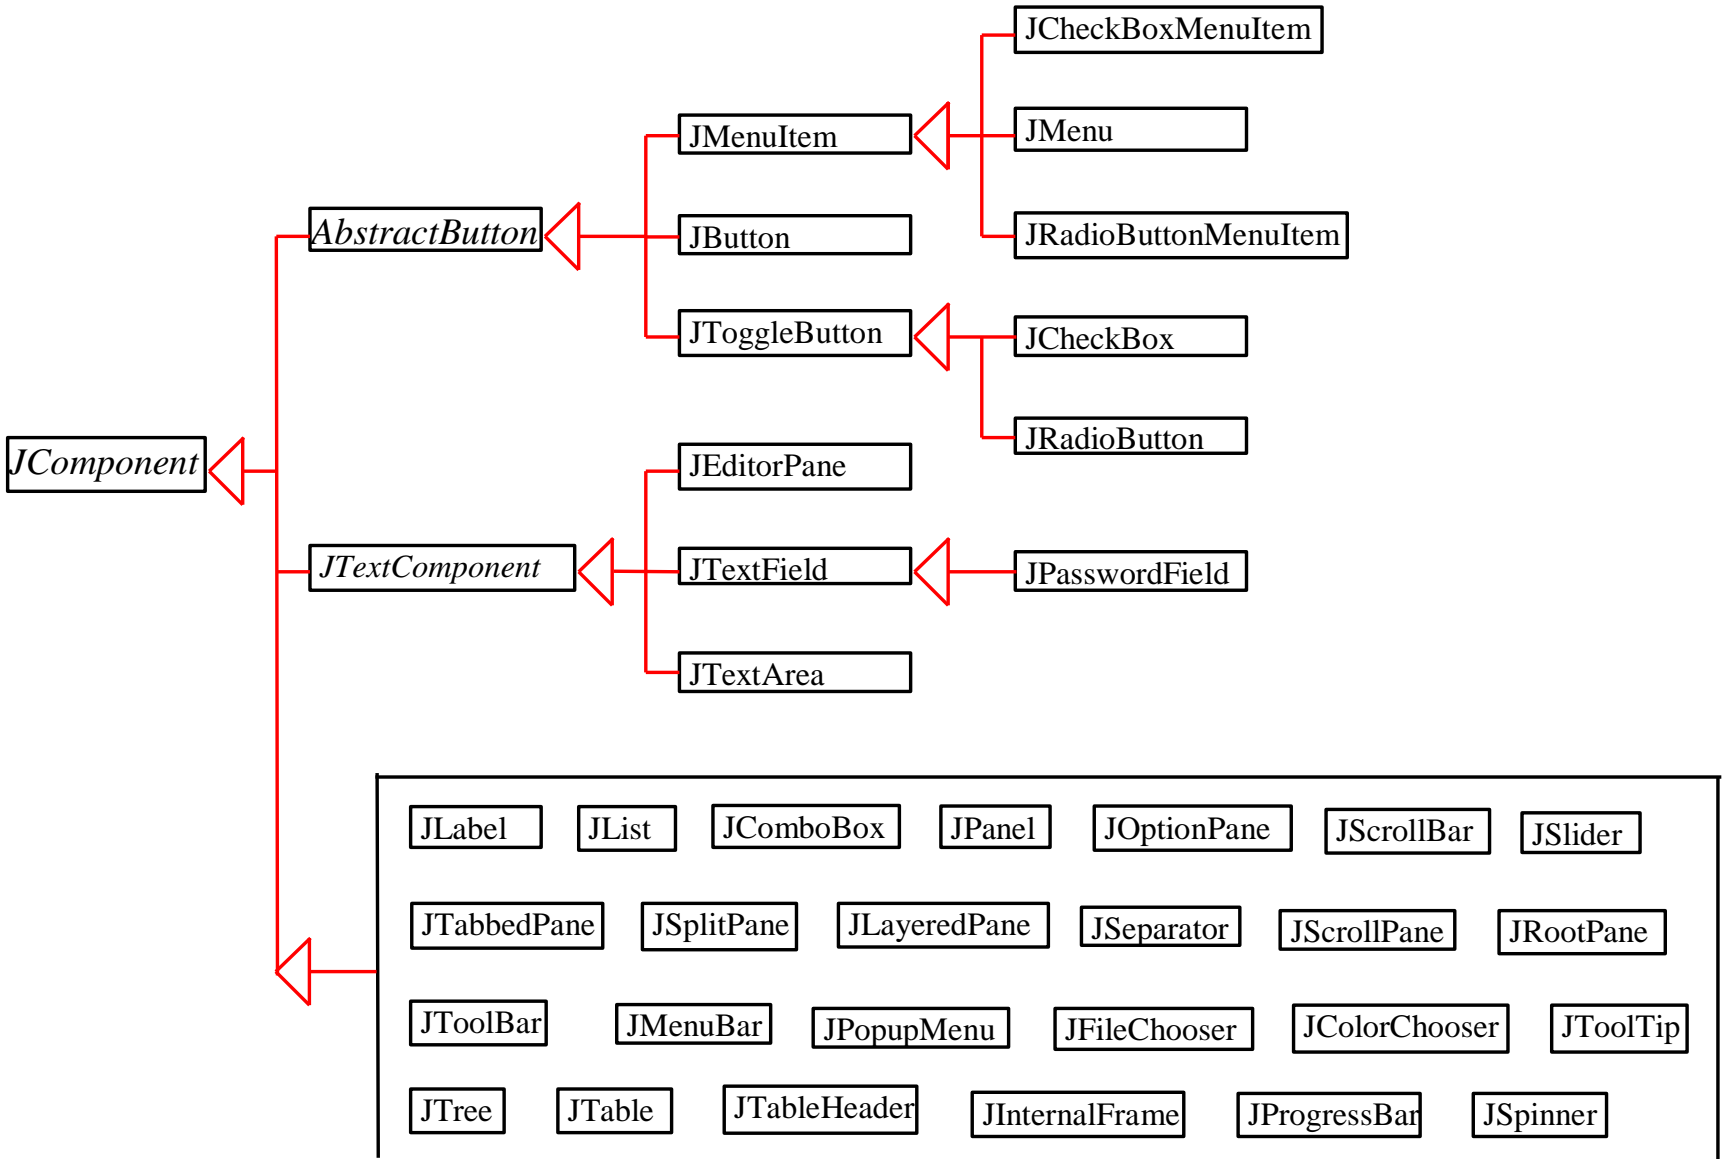 JCheckBoxMenuItem
JMenuItem
JMenu
AbstractButton
JButton
JRadioButtonMenuItem
JToggleButton
JCheckBox
JRadioButton
JComponent
JEditorPane
JTextComponent
JTextField
JPasswordField
JTextArea
JLabel JList JComboBox JPanel JOptionPane JScrollBar JSlider
JTabbedPane JSplitPane JLayeredPane JSeparator JScrollPane JRootPane
JToolBar JMenuBar JPopupMenu JFileChooser JColorChooser JToolTip
JTree JTable JTableHeader JInternalFrame JProgressBar JSpinner